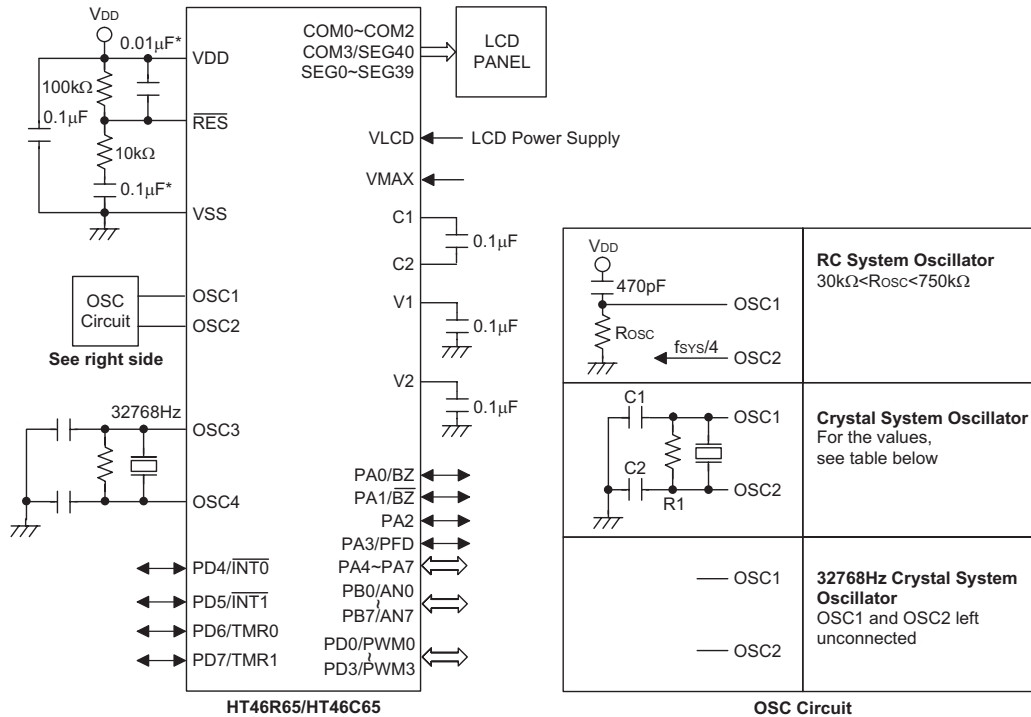 VDD
0.01μF*
VDD
100kΩ
0.1μF
RES
10kΩ
0.1μF*
VSS
OSC
Circuit
OSC1
OSC2
See right side
32768Hz
OSC3
OSC4
PD4/INT0
PD5/INT1
PD6/TMR0
PD7/TMR1
COM0~COM2
COM3/SEG40
SEG0~SEG39
LCD
PANEL
VLCD
LCD Power Supply
VMAX
C1
0.1μF
C2
V1
0.1μF
V2
0.1μF
PA0/BZ
PA1/BZ
PA2
PA3/PFD
PA4~PA7
PB0/AN0
~
PB7/AN7
PD0/PWM0
~
PD3/PWM3
HT46R65/HT46C65
VDD
470pF
OSC1
ROSC
fSYS/4
OSC2
RC System Oscillator
30kΩ<ROSC<750kΩ
C1
OSC1
C2
OSC2
R1
Crystal System Oscillator
For the values,
see table below
OSC1
OSC2
32768Hz Crystal System
Oscillator
OSC1 and OSC2 left
unconnected
OSC Circuit